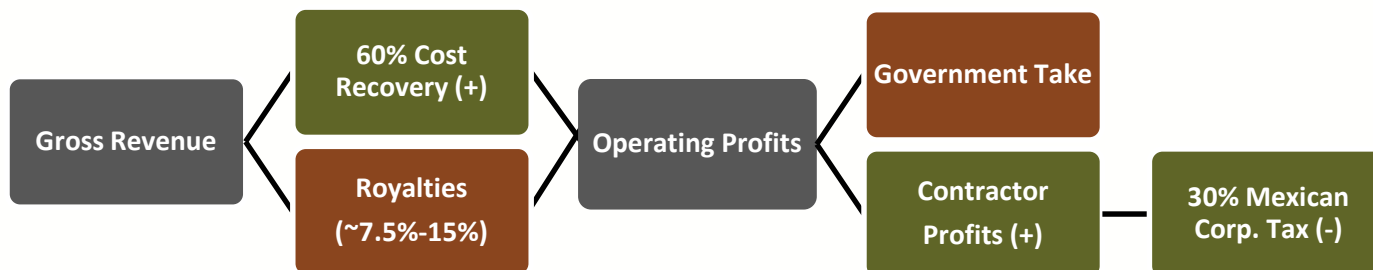 Gross Revenue
60% Cost
Recovery (+)
Royalties
(~7.5%-15%)
Operating Profits
Government Take
Contractor
Profits (+)
30% Mexican
Corp. Tax (-)